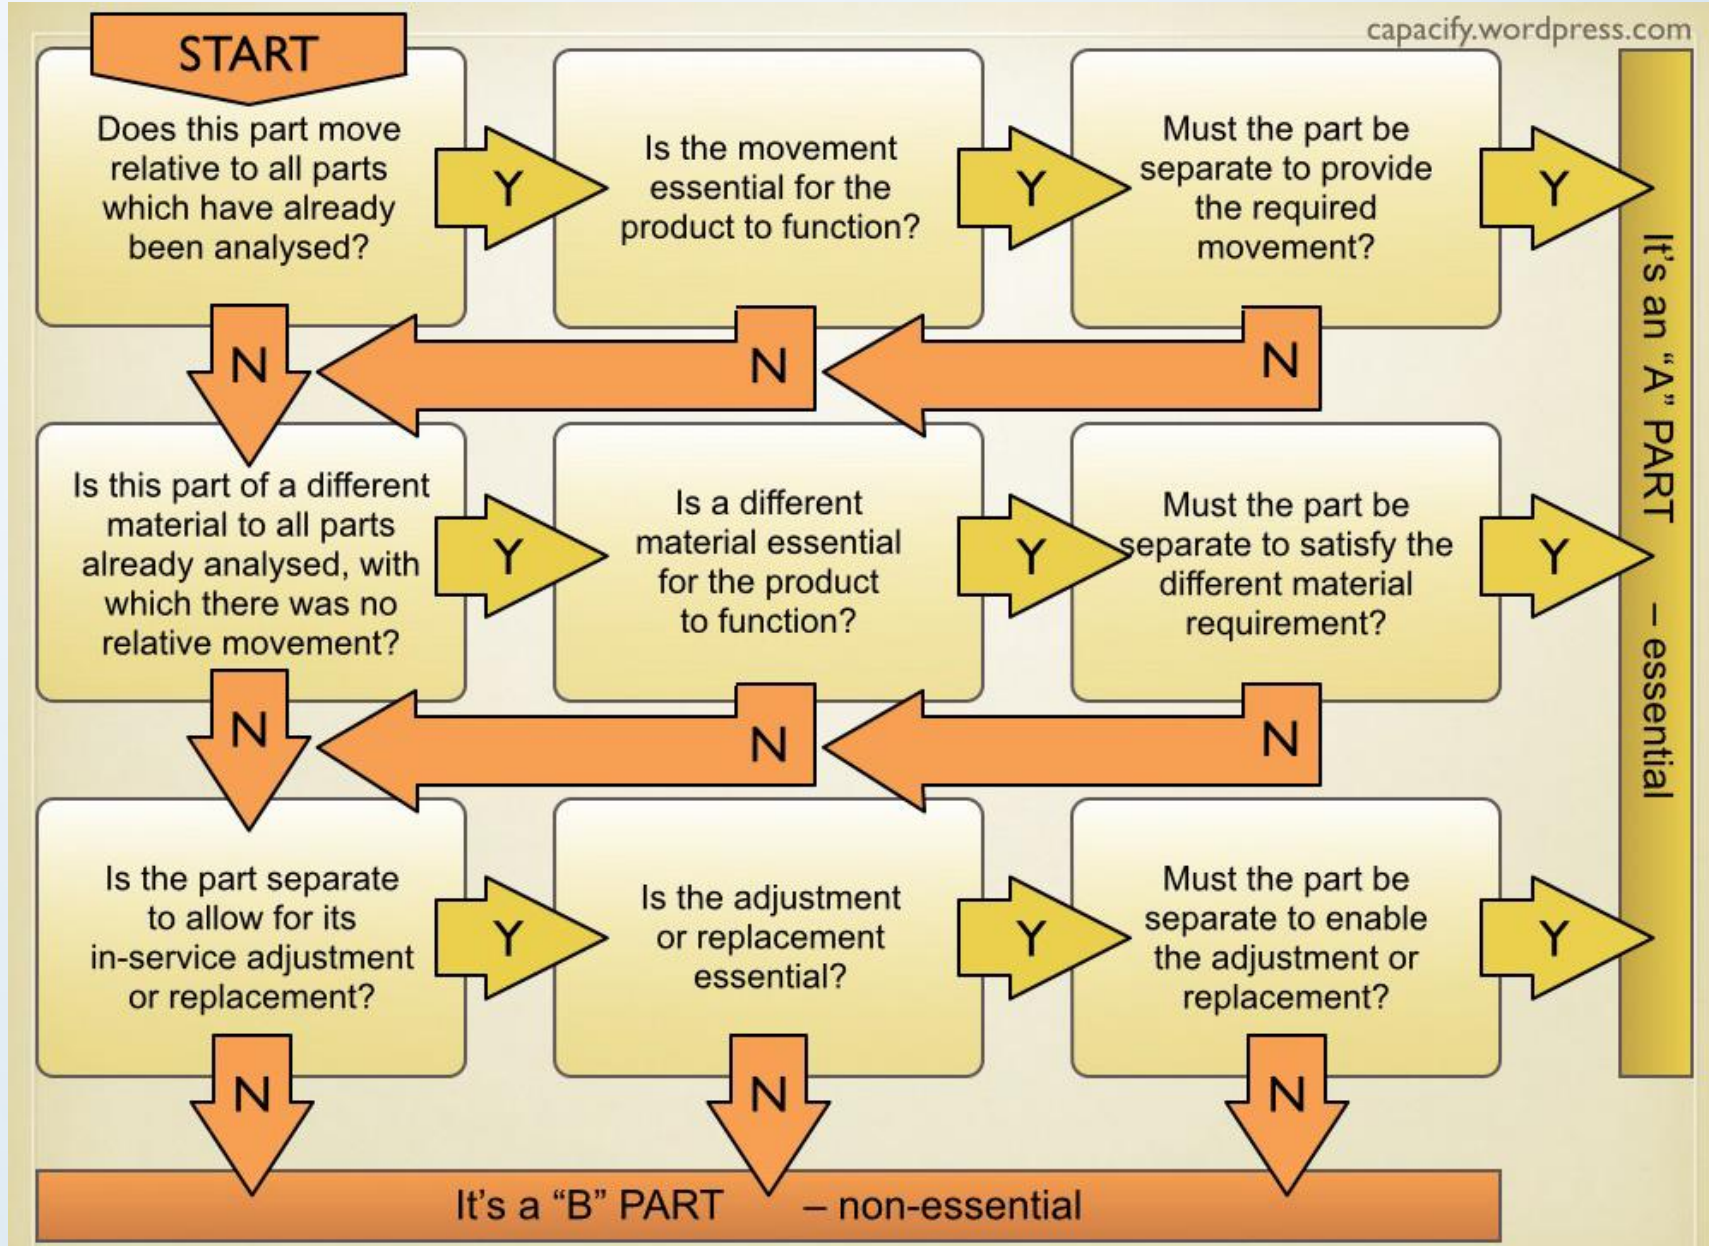 capacify.wordpress.com
START
Does this part move
relative to all parts
which have already
been analysed?
Y
Is the movement
essential for the
product to function?
Y
Must the part be
separate to provide
the required
movement?
Y
N
N
N
Is this part of a different
material to all parts
already analysed, with
which there was no
relative movement?
Y
Is a different
material essential
for the product
to function?
Y
Must the part be
separate to satisfy the
different material
requirement?
Y
N
N
N
Is the part separate
to allow for its
in-service adjustment
or replacement?
Y
Is the adjustment
or replacement
essential?
Y
Must the part be
separate to enable
the adjustment or
replacement?
Y
N
N
N
It's an “A” PART – essential
It's a “B” PART – non-essential